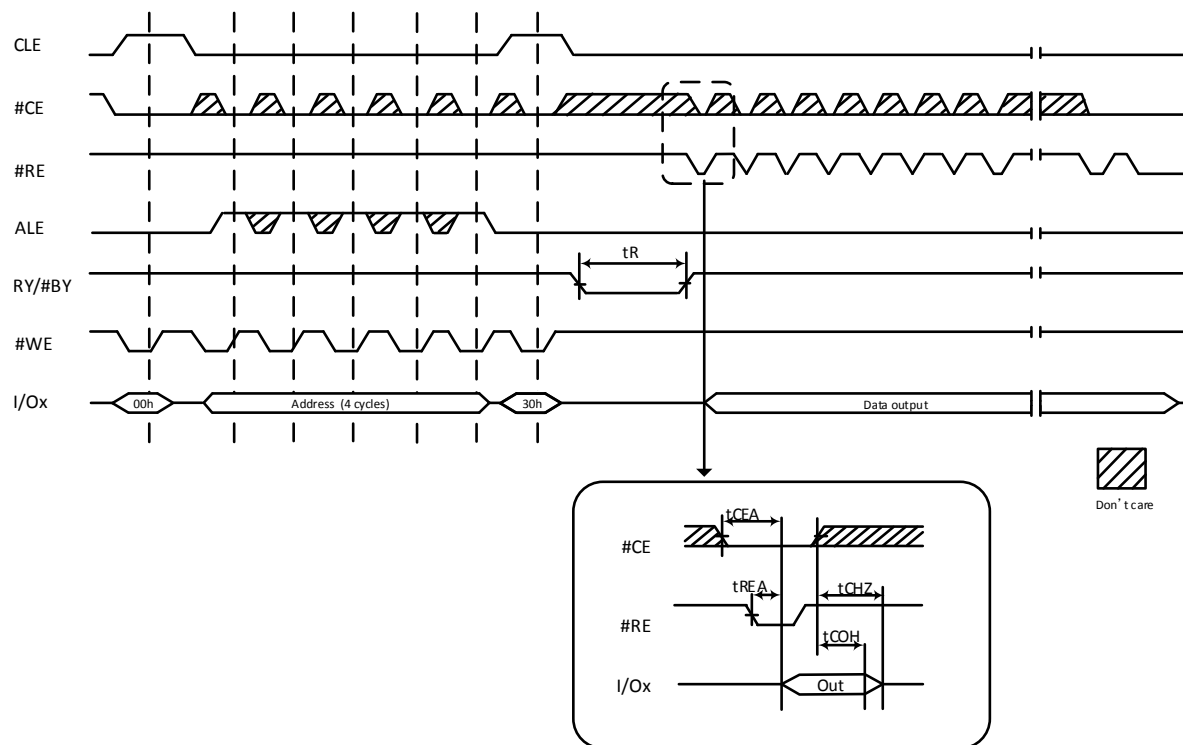 CLE
#CE
#RE
ALE
tR
RY/#BY
#WE
I/Ox
00h
Address (4 cycles)
30h
Data output
Don't care
tCEA
#CE
tREA
tCHZ
#RE
tCOH
I/Ox
Out